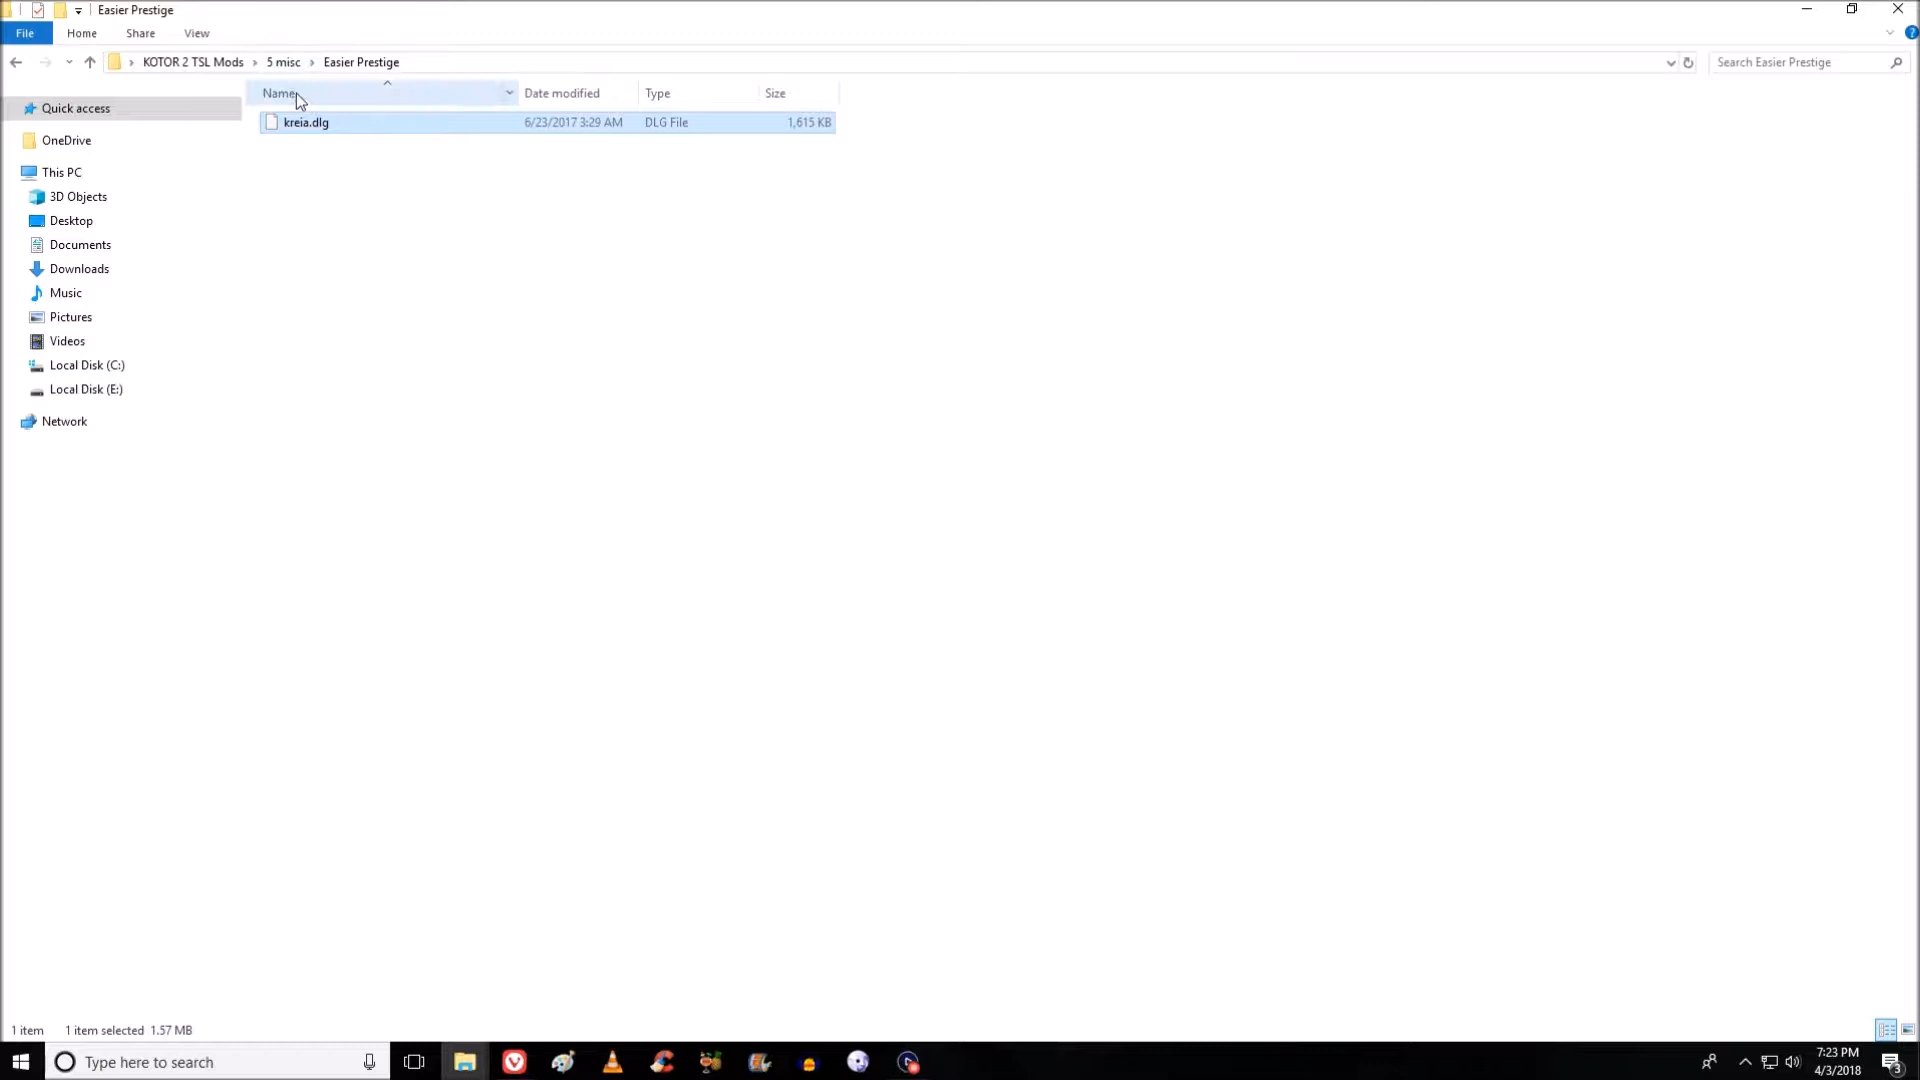 Easier Prestige
File Home Share View
KOTOR 2 TSL Mods 5 misc Easier Prestige Search Easier Prestige
Name Date modified Type Size
Quick access
kreia.dlg 6/23/2017 3:29 AM DLG File 1,615 KB
OneDrive
This PC
3D Objects
Desktop
Documents
Downloads
Music
Pictures
Videos
Local Disk (C:)
Local Disk (E:)
Network
1 item 1 item selected 1.57 MB
Type here to search
7:23 PM
4/3/2018
3